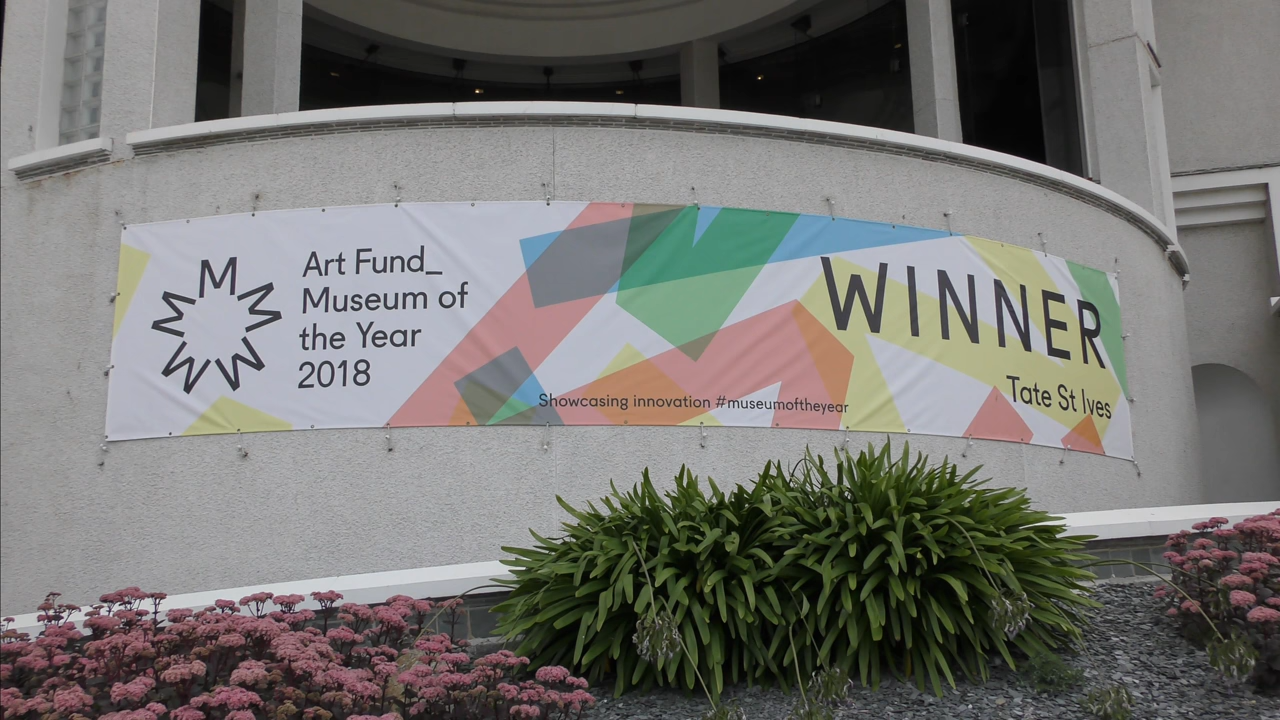 Art Fund_
Museum of
the Year
2018
WINNER
Tate St Ives
Showcasing innovation #museumoftheyear